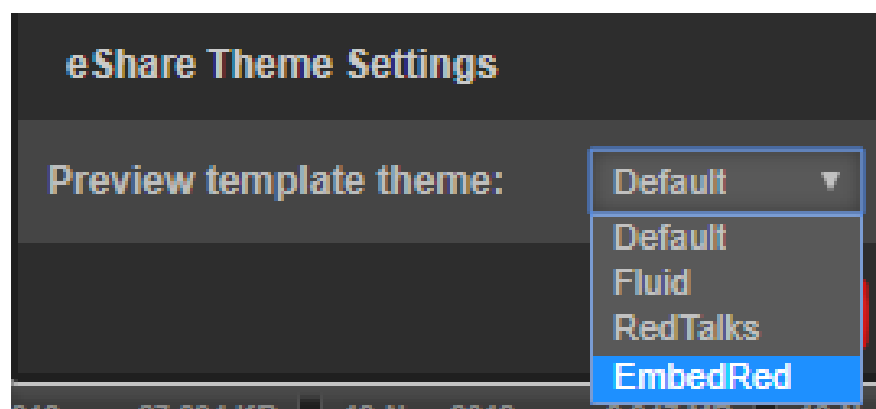 eShare Theme Settings
Preview template theme: Default
Default
Fluid
RedTalks
EmbedRed